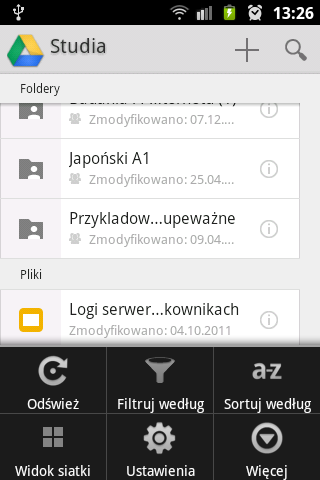 13:26
Studia
Foldery
Zmodyfikowano: 07.12....
Japoński A1
Zmodyfikowano: 25.04....
Przykladow...upeważne
Zmodyfikowano: 09.04....
Pliki
Logi serwer...kownikach
Zmodyfikowano: 04.10.2011
a-z
Odśwież
Filtruj według
Sortuj według
Widok siatki
Ustawienia
Więcej